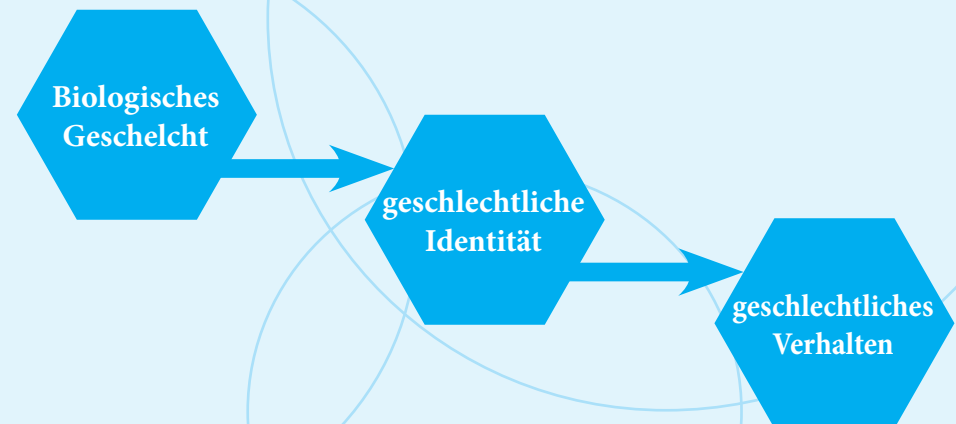 Biologisches
Geschelcht
geschlechtliche
Identität
geschlechtliches
Verhalten